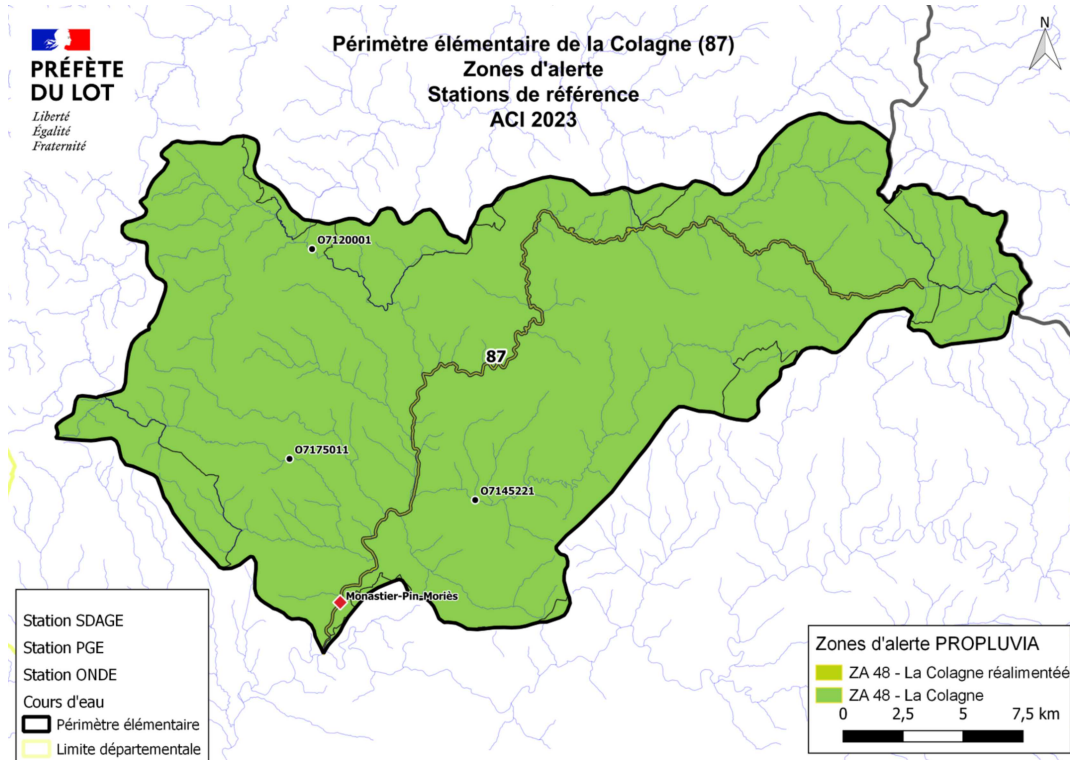 PRÉFÈTE
DU LOT
Liberté
Égalité
Fraternité
Périmètre élémentaire de la Colagne (87)
Zones d'alerte
Stations de référence
ACI 2023
N
O7120001
87
O7175011
O7145221
Monastier-Pin-Moriès
Station SDAGE
Station PGE
Station ONDE
Cours d'eau
Périmètre élémentaire
Limite départementale
Zones d'alerte PROPLUVIA
ZA 48 - La Colagne réalimentéé
ZA 48 - La Colagne
0 2,5 5 7,5 km